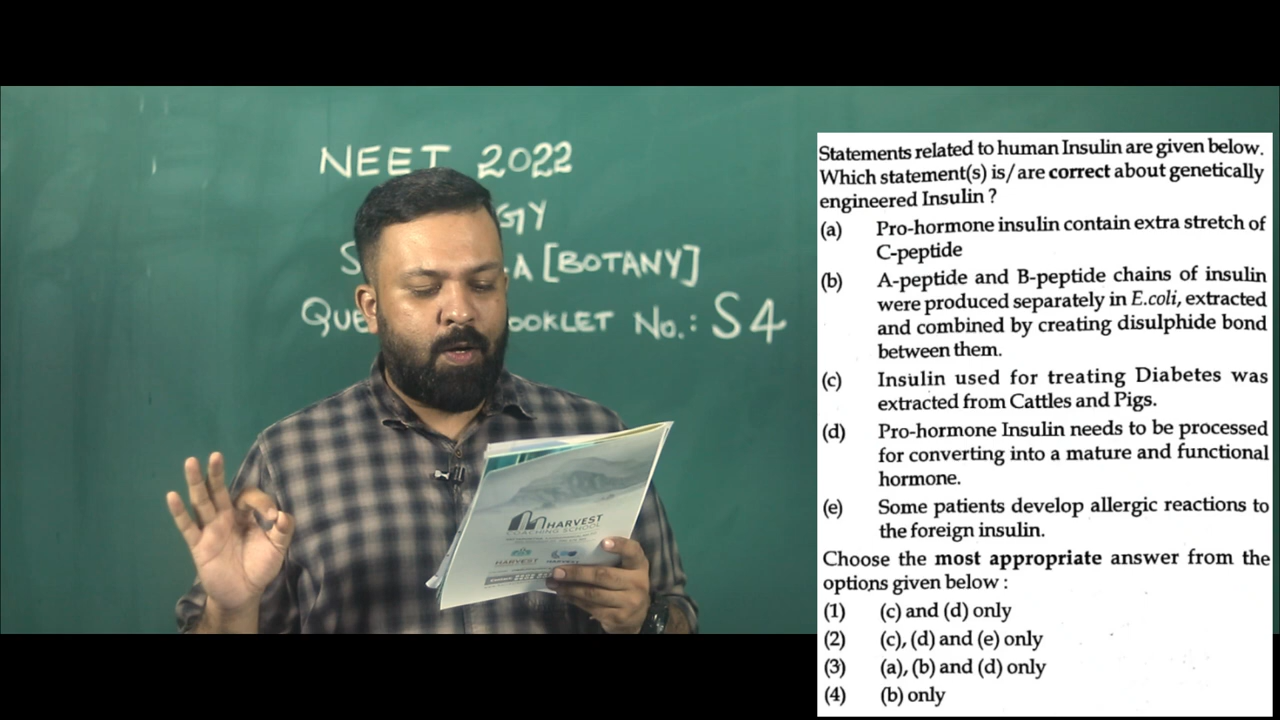 NEET 2022
GY
S A [BOTANY]
QUE OOKLET No.: S4
HARVEST
COACHING SCHOOL
HARVEST
Statements related to human Insulin are given below.
Which statement(s) is/are correct about genetically
engineered Insulin ?
(a) Pro-hormone insulin contain extra stretch of
C-peptide
(b) A-peptide and B-peptide chains of insulin
were produced separately in E.coli, extracted
and combined by creating disulphide bond
between them.
(c) Insulin used for treating Diabetes was
extracted from Cattles and Pigs.
(d) Pro-hormone Insulin needs to be processed
for converting into a mature and functional
hormone.
(e) Some patients develop allergic reactions to
the foreign insulin.
Choose the most appropriate answer from the
options given below :
(1) (c) and (d) only
(2) (c), (d) and (e) only
(3) (a), (b) and (d) only
(4) (b) only